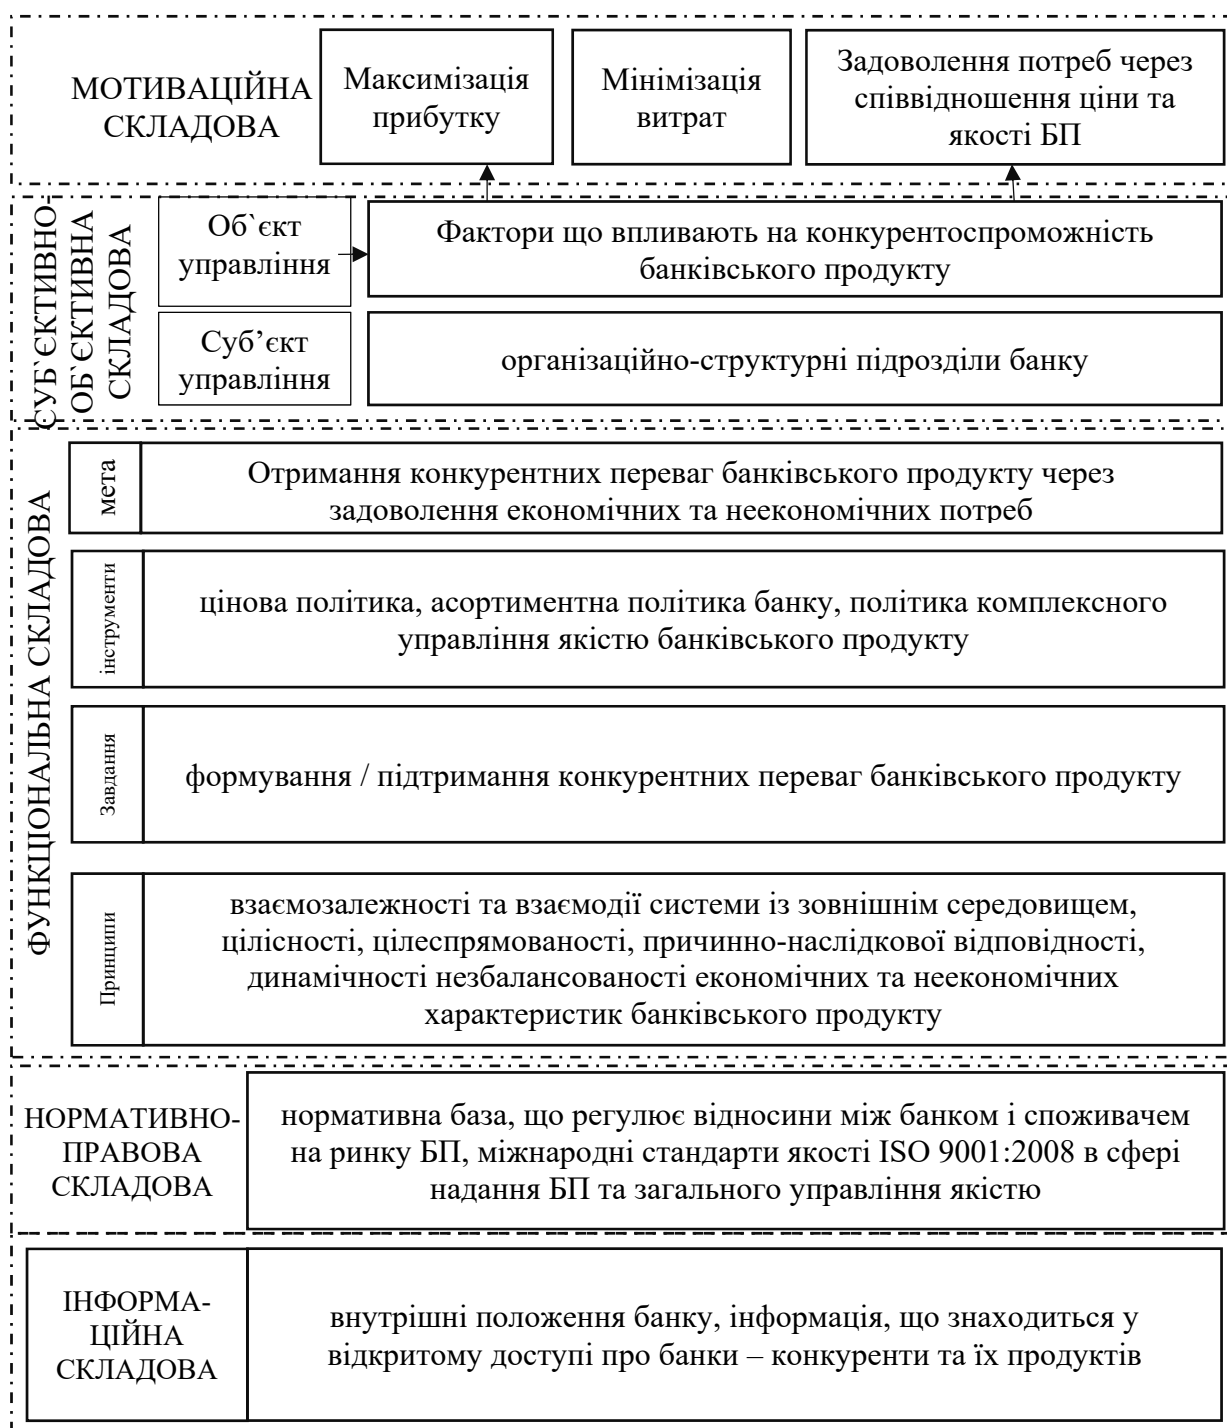 МОТИВАЦІЙНА
СКЛАДОВА
Максимізація
прибутку
Мінімізація
витрат
Задоволення потреб через
співвідношення ціни та
якості БП
СУБ`ЄКТИВНО-
ОБ`ЄКТИВНА
СКЛАДОВА
Об`єкт
управління
Фактори що впливають на конкурентоспроможність
банківського продукту
Суб’єкт
управління
організаційно-структурні підрозділи банку
ФУНКЦІОНАЛЬНА СКЛАДОВА
мета
Отримання конкурентних переваг банківського продукту через
задоволення економічних та неекономічних потреб
інструменти
цінова політика, асортиментна політика банку, політика комплексного
управління якістю банківського продукту
Завдання
формування / підтримання конкурентних переваг банківського продукту
Принципи
взаємозалежності та взаємодії системи із зовнішнім середовищем,
цілісності, цілеспрямованості, причинно-наслідкової відповідності,
динамічності незбалансованості економічних та неекономічних
характеристик банківського продукту
НОРМАТИВНО-
ПРАВОВА
СКЛАДОВА
нормативна база, що регулює відносини між банком і споживачем
на ринку БП, міжнародні стандарти якості ISO 9001:2008 в сфері
надання БП та загального управління якістю
ІНФОРМА-
ЦІЙНА
СКЛАДОВА
внутрішні положення банку, інформація, що знаходиться у
відкритому доступі про банки – конкуренти та їх продуктів